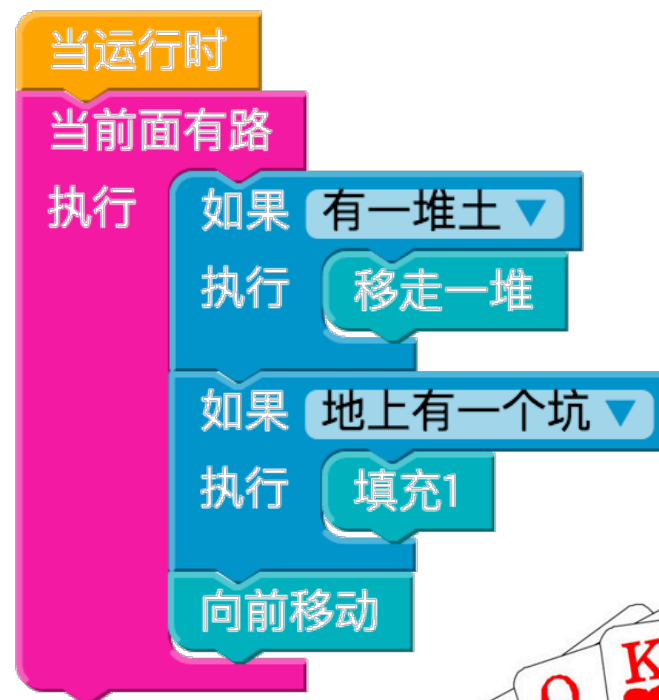 当运行时
当前面有路
执行 如果 有一堆土
执行 移走一堆
如果 地上有一个坑
执行 填充1
向前移动
K
Q